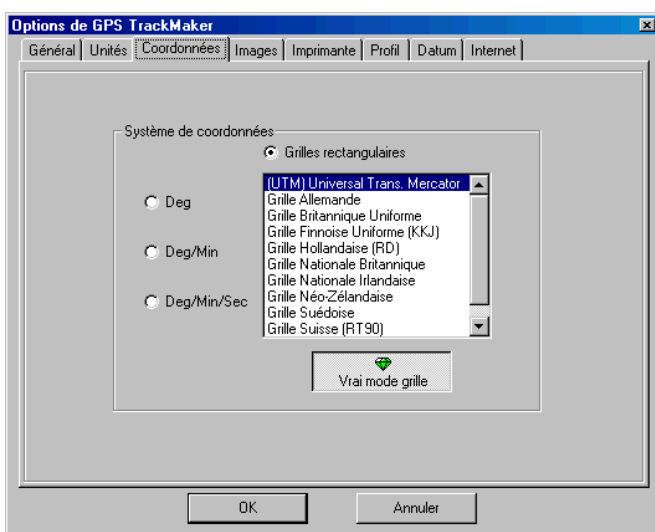 Options de GPS TrackMaker
Général Unités Coordonnées Images Imprimante Profil Datum Internet
Système de coordonnées
Grilles rectangulaires
Deg
Deg/Min
Deg/Min/Sec
(UTM) Universal Trans. Mercator
Grille Allemande
Grille Britannique Uniforme
Grille Finnoise Uniforme (KKJ)
Grille Hollandaise (RD)
Grille Nationale Britannique
Grille Nationale Irlandaise
Grille Néo-Zélandaise
Grille Suédoise
Grille Suisse (RT90)
Vrai mode grille
OK Annuler